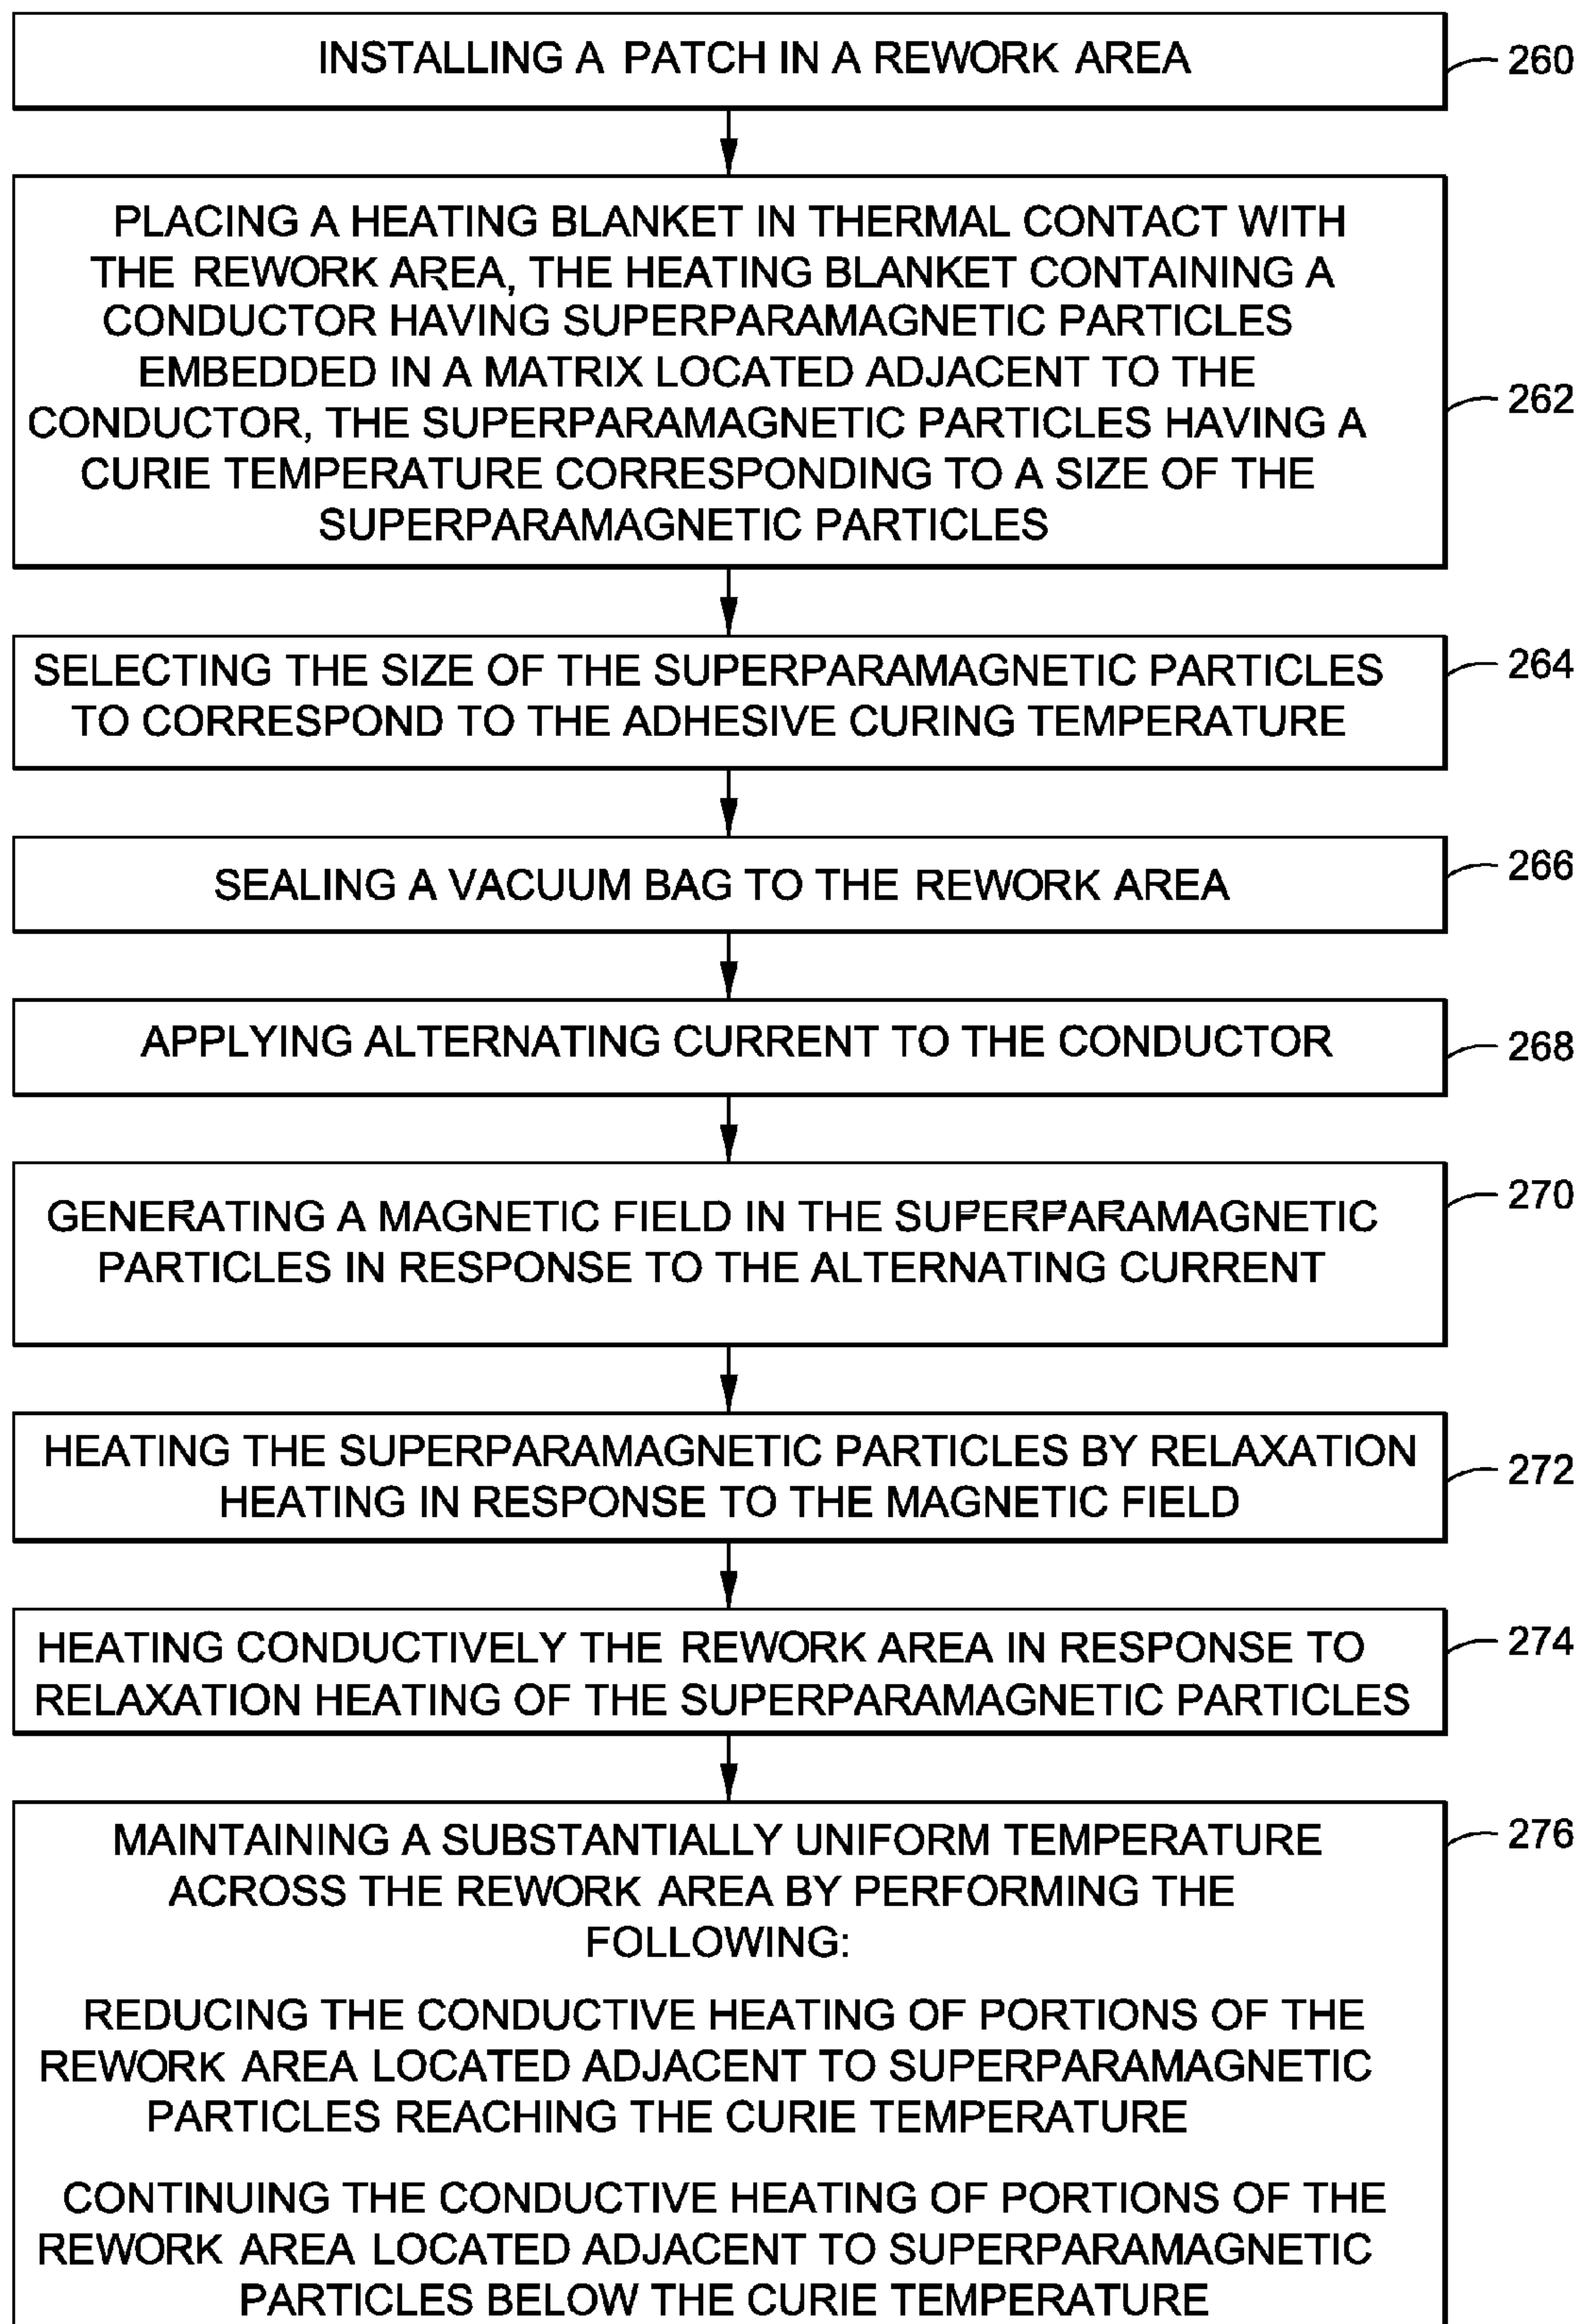 INSTALLING A PATCH IN A REWORK AREA
260
PLACING A HEATING BLANKET IN THERMAL CONTACT WITH
THE REWORK AREA, THE HEATING BLANKET CONTAINING A
CONDUCTOR HAVING SUPERPARAMAGNETIC PARTICLES
EMBEDDED IN A MATRIX LOCATED ADJACENT TO THE
CONDUCTOR, THE SUPERPARAMAGNETIC PARTICLES HAVING A
CURIE TEMPERATURE CORRESPONDING TO A SIZE OF THE
SUPERPARAMAGNETIC PARTICLES
262
SELECTING THE SIZE OF THE SUPERPARAMAGNETIC PARTICLES
TO CORRESPOND TO THE ADHESIVE CURING TEMPERATURE
264
SEALING A VACUUM BAG TO THE REWORK AREA
266
APPLYING ALTERNATING CURRENT TO THE CONDUCTOR
268
GENERATING A MAGNETIC FIELD IN THE SUPERPARAMAGNETIC
PARTICLES IN RESPONSE TO THE ALTERNATING CURRENT
270
HEATING THE SUPERPARAMAGNETIC PARTICLES BY RELAXATION
HEATING IN RESPONSE TO THE MAGNETIC FIELD
272
HEATING CONDUCTIVELY THE REWORK AREA IN RESPONSE TO
RELAXATION HEATING OF THE SUPERPARAMAGNETIC PARTICLES
274
MAINTAINING A SUBSTANTIALLY UNIFORM TEMPERATURE
ACROSS THE REWORK AREA BY PERFORMING THE
FOLLOWING:
REDUCING THE CONDUCTIVE HEATING OF PORTIONS OF THE
REWORK AREA LOCATED ADJACENT TO SUPERPARAMAGNETIC
PARTICLES REACHING THE CURIE TEMPERATURE
CONTINUING THE CONDUCTIVE HEATING OF PORTIONS OF THE
REWORK AREA LOCATED ADJACENT TO SUPERPARAMAGNETIC
PARTICLES BELOW THE CURIE TEMPERATURE
276